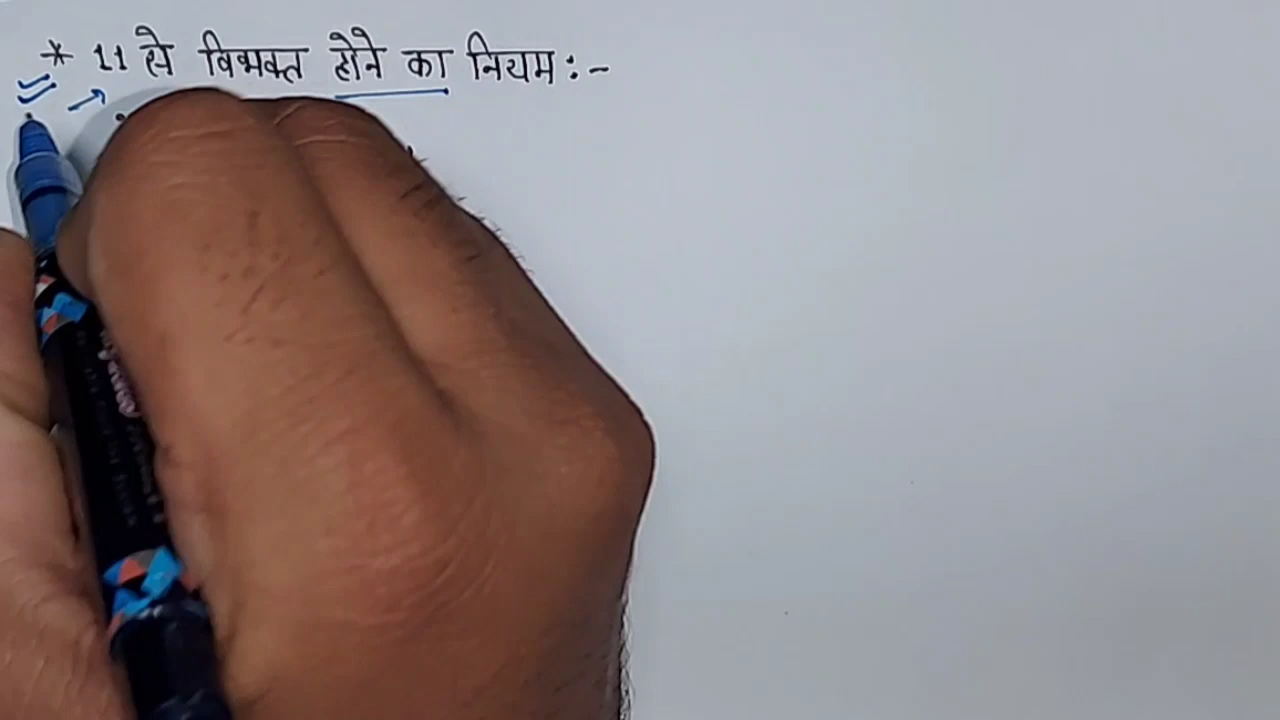 * 11 से विभक्त होने का नियम :-